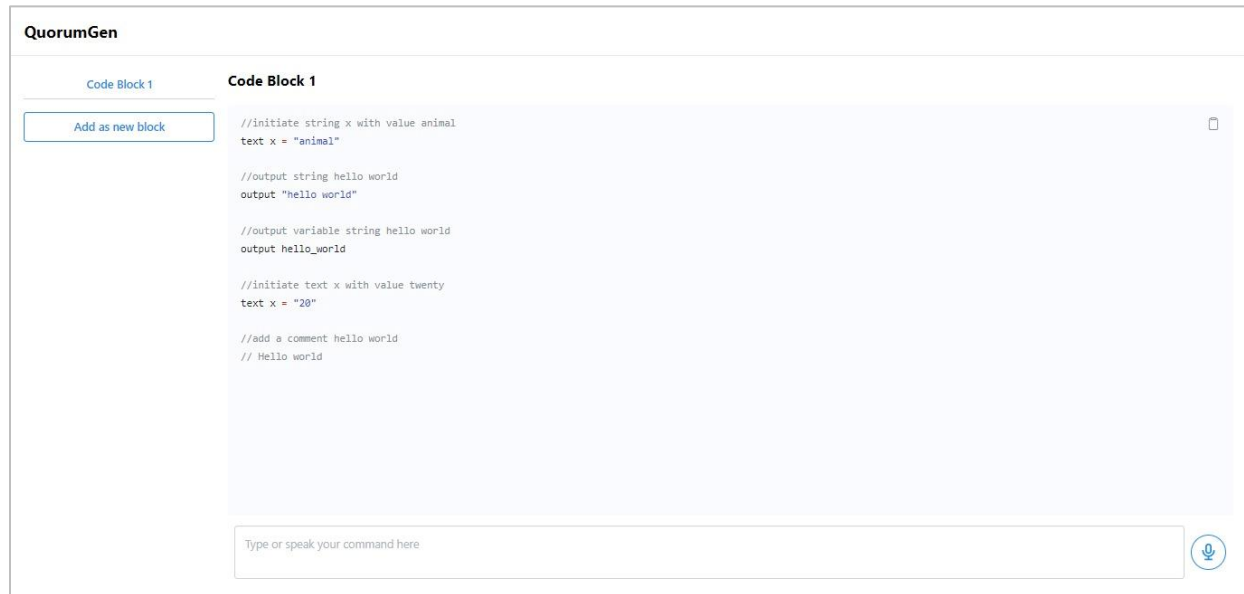 QuorumGen
Code Block 1
Add as new block
Code Block 1
//initiate string x with value animal
text x = "animal"
//output string hello world
output "hello world"
//output variable string hello world
output hello_world
//initiate text x with value twenty
text x = "20"
//add a comment hello world
// Hello world
Type or speak your command here